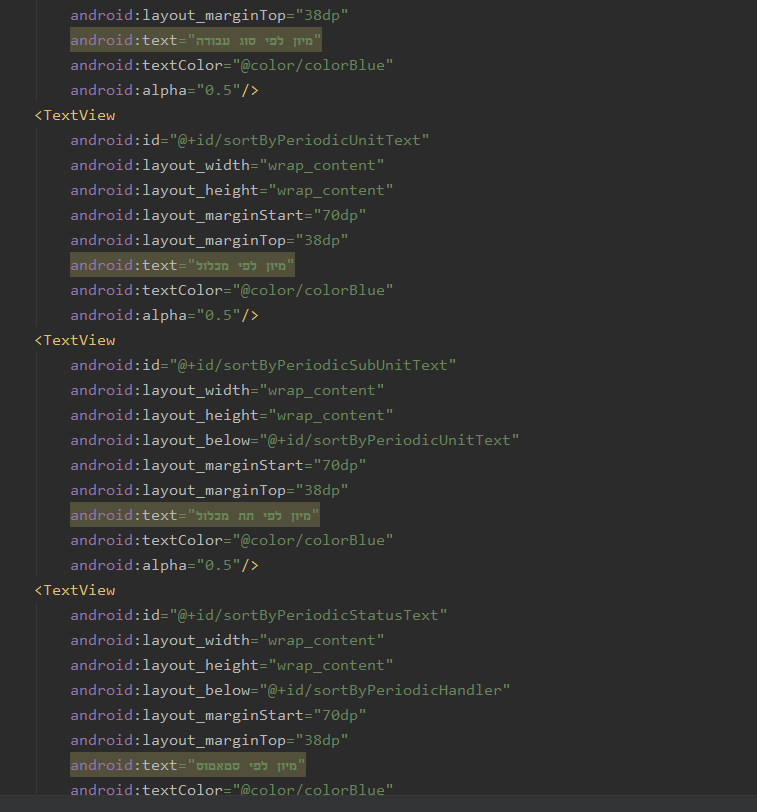 android:layout_marginTop="38dp"
android:text="מיון לפי סוג עבודה"
android:textColor="@color/colorBlue"
android:alpha="0.5"/>
<TextView
android:id="@+id/sortByPeriodicUnitText"
android:layout_width="wrap_content"
android:layout_height="wrap_content"
android:layout_marginStart="70dp"
android:layout_marginTop="38dp"
android:text="מיון לפי מכלול"
android:textColor="@color/colorBlue"
android:alpha="0.5"/>
<TextView
android:id="@+id/sortByPeriodicSubUnitText"
android:layout_width="wrap_content"
android:layout_height="wrap_content"
android:layout_below="@+id/sortByPeriodicUnitText"
android:layout_marginStart="70dp"
android:layout_marginTop="38dp"
android:text="מיון לפי תת מכלול"
android:textColor="@color/colorBlue"
android:alpha="0.5"/>
<TextView
android:id="@+id/sortByPeriodicStatusText"
android:layout_width="wrap_content"
android:layout_height="wrap_content"
android:layout_below="@+id/sortByPeriodicHandler"
android:layout_marginStart="70dp"
android:layout_marginTop="38dp"
android:text="מיון לפי סטאטוס"
android:textColor="@color/colorBlue"